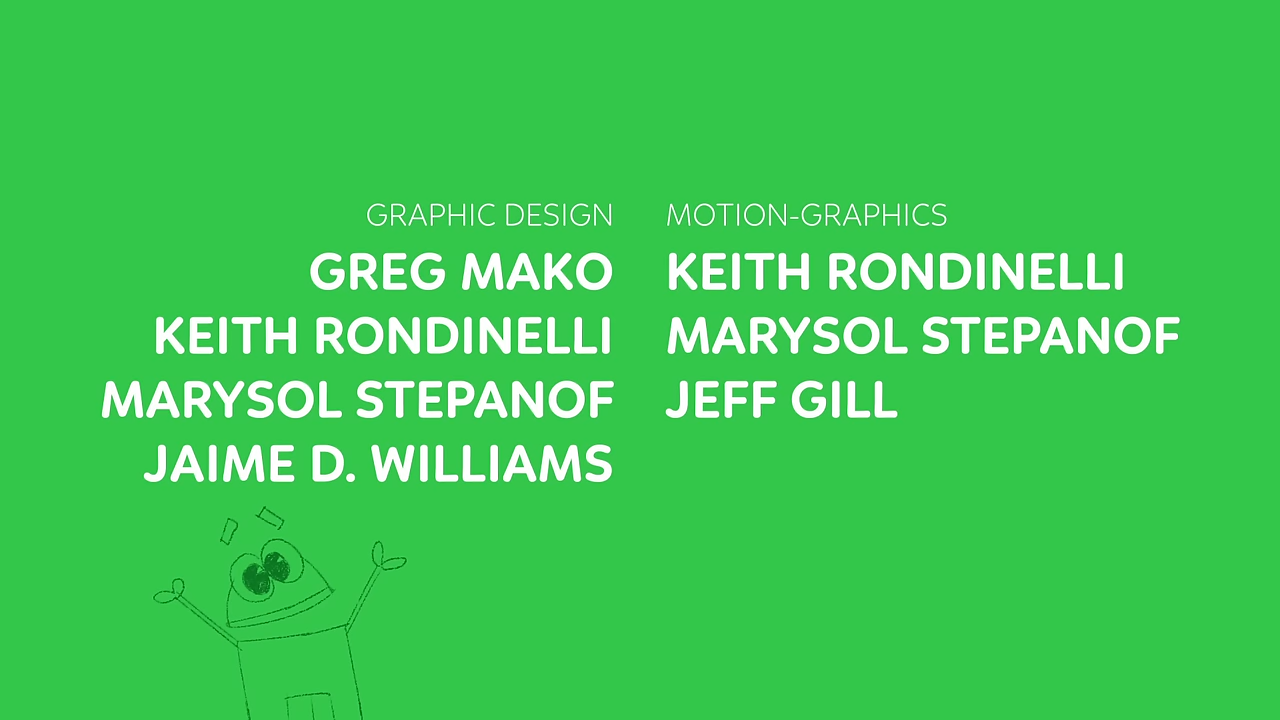 GRAPHIC DESIGN
GREG MAKO
KEITH RONDINELLI
MARYSOL STEPANOF
JAIME D. WILLIAMS
MOTION-GRAPHICS
KEITH RONDINELLI
MARYSOL STEPANOF
JEFF GILL